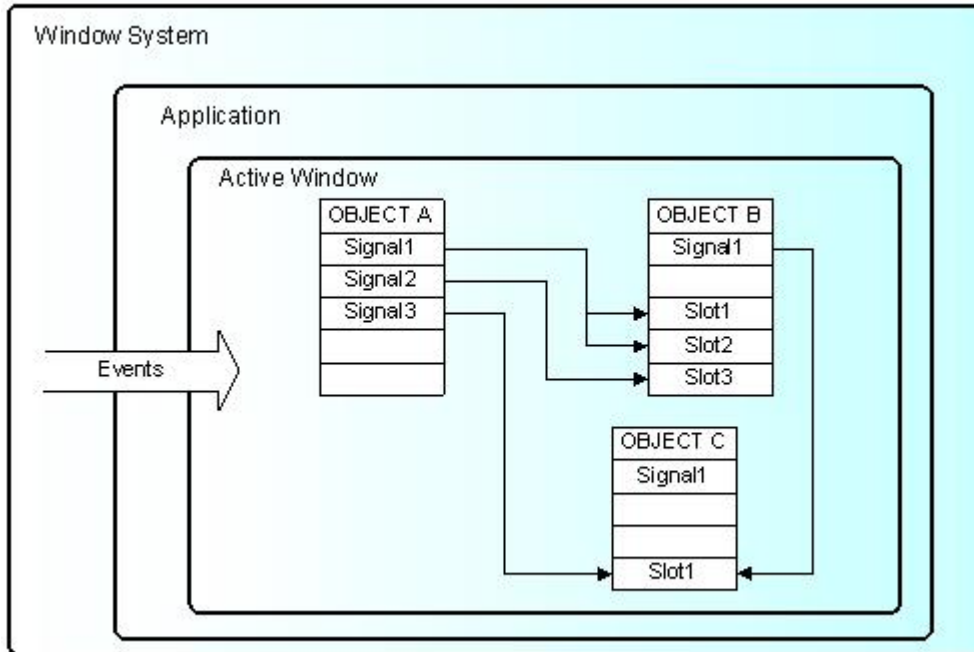 Window System
Application
Active Window
OBJECT A
Signal1
Signal2
Signal3
OBJECT B
Signal1
Slot1
Slot2
Slot3
Events
OBJECT C
Signal1
Slot1